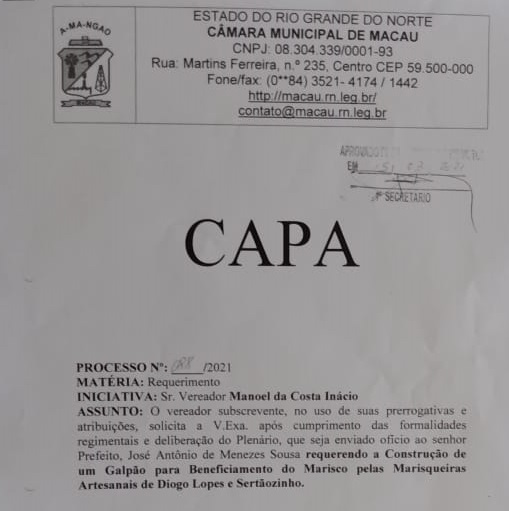 ESTADO DO RIO GRANDE DO NORTE
CÂMARA MUNICIPAL DE MACAU
CNPJ: 08.304.339/0001-93
Rua: Martins Ferreira, n.º 235, Centro CEP 59.500-000
Fone/fax: (0**84) 3521- 4174 / 1442
http://macau.rn.leg.br/
contato@macau.rn.leg.br
A-MA-NGAO
MACAU
APROVADO
EM
1º SECRETARIO
CAPA
PROCESSO Nº: /2021
MATÉRIA: Requerimento
INICIATIVA: Sr. Vereador Manoel da Costa Inácio
ASSUNTO: O vereador subscrevente, no uso de suas prerrogativas e
atribuições, solicita a V.Exa. após cumprimento das formalidades
regimentais e deliberação do Plenário, que seja enviado ofício ao senhor
Prefeito, José Antônio de Menezes Sousa requerendo a Construção de
um Galpão para Beneficiamento do Marisco pelas Marisqueiras
Artesanais de Diogo Lopes e Sertãozinho.